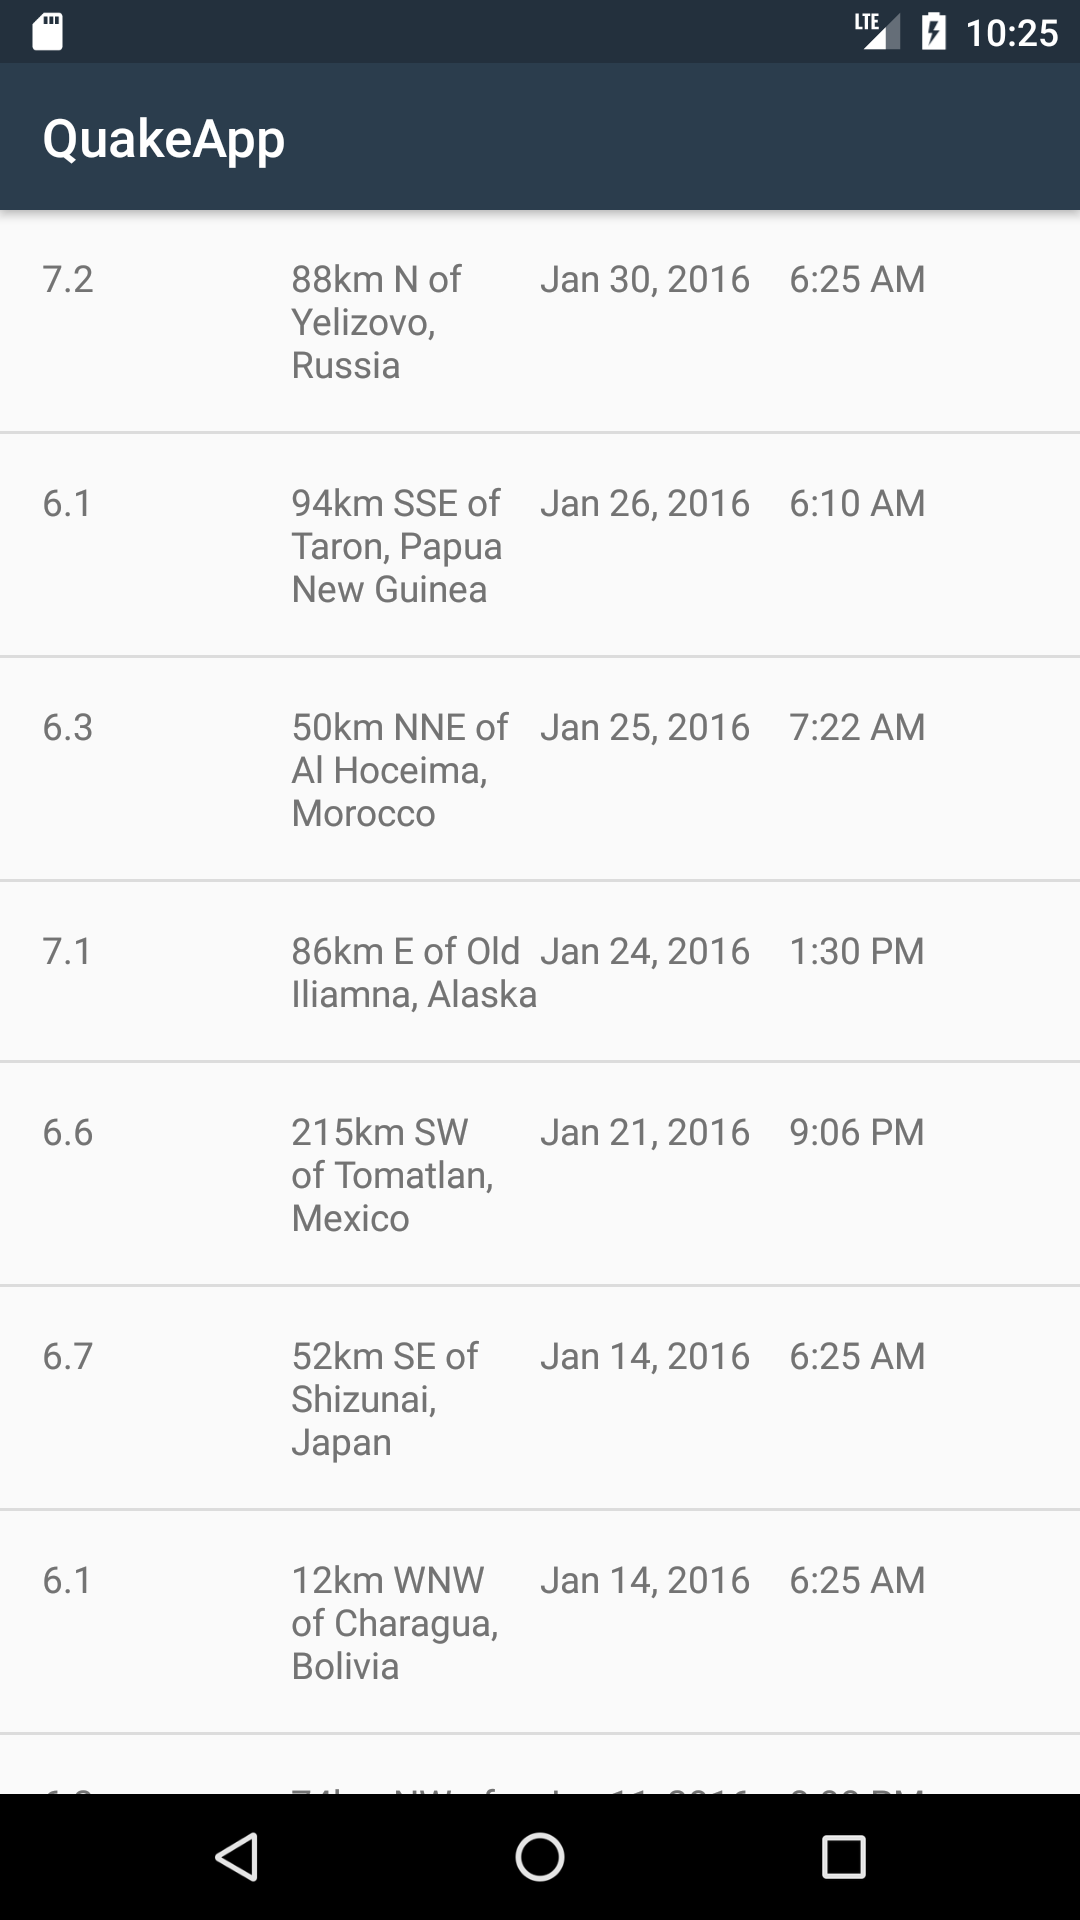 LTE 10:25
QuakeApp
7.2 88km N of Jan 30, 2016 6:25 AM
Yelizovo,
Russia
6.1 94km SSE of Jan 26, 2016 6:10 AM
Taron, Papua
New Guinea
6.3 50km NNE of Jan 25, 2016 7:22 AM
Al Hoceima,
Morocco
7.1 86km E of Old Jan 24, 2016 1:30 PM
Iliamna, Alaska
6.6 215km SW Jan 21, 2016 9:06 PM
of Tomatlan,
Mexico
6.7 52km SE of Jan 14, 2016 6:25 AM
Shizunai,
Japan
6.1 12km WNW Jan 14, 2016 6:25 AM
of Charagua,
Bolivia